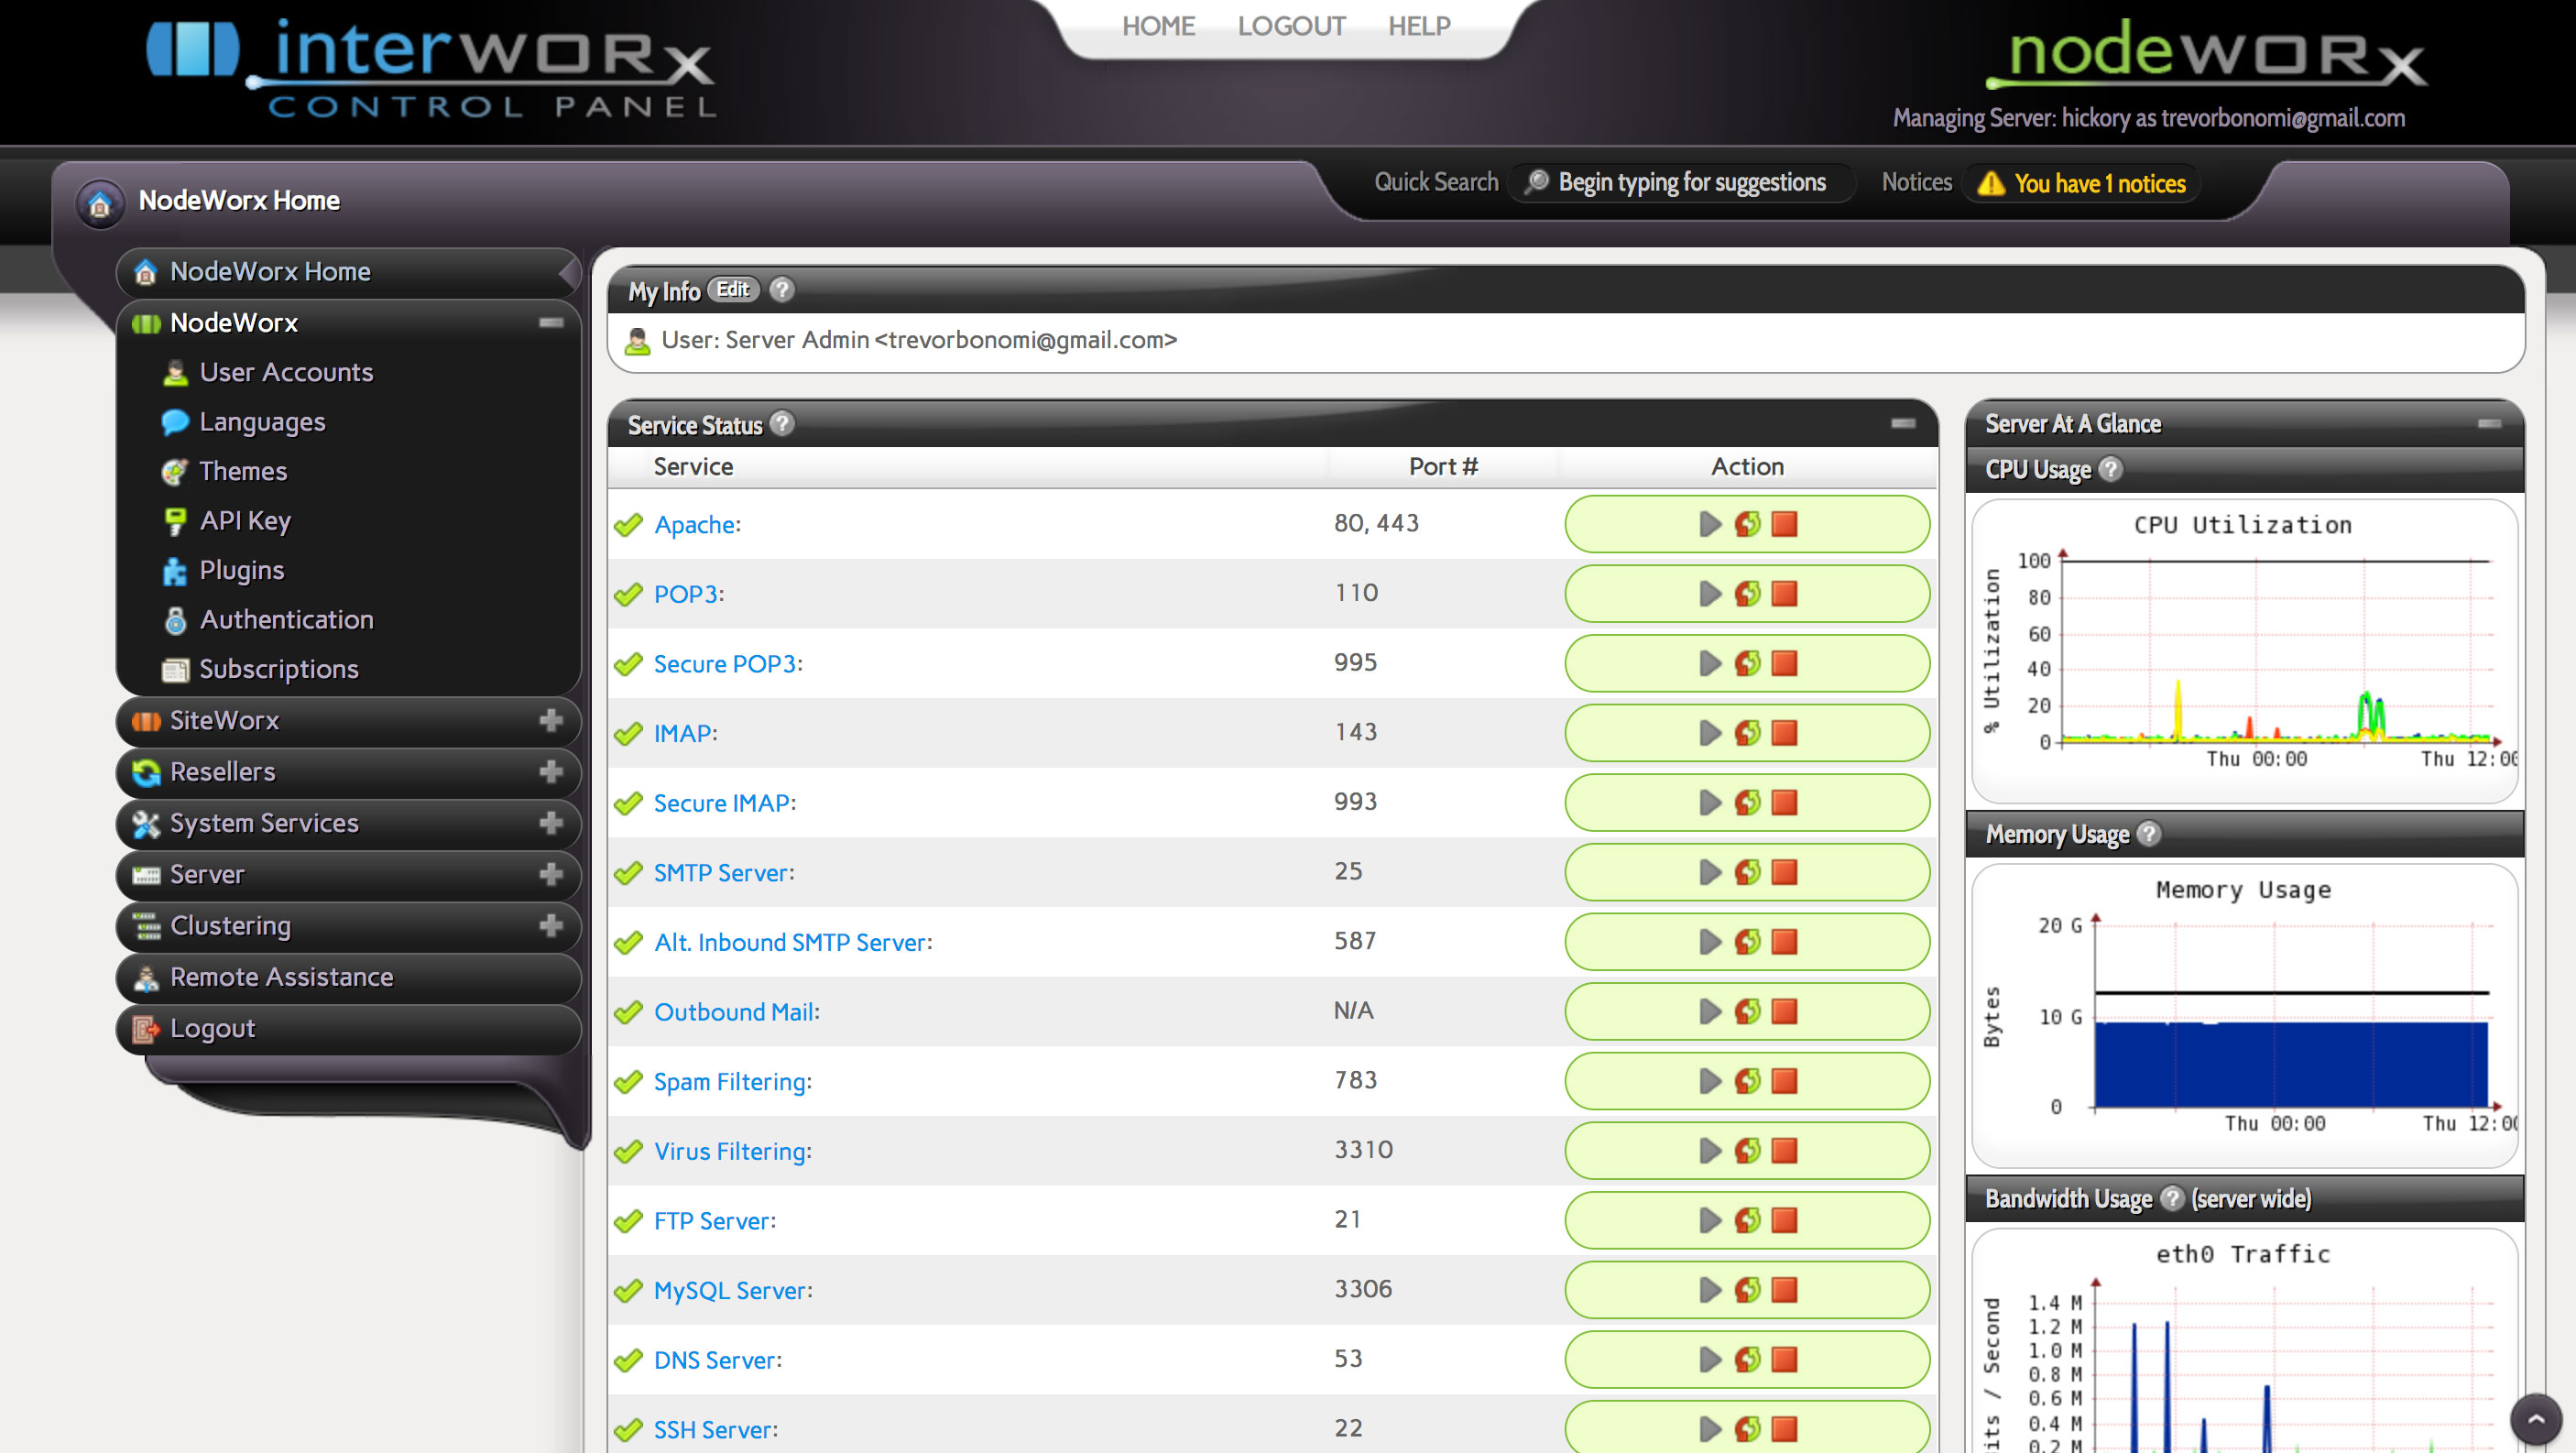 interworx
CONTROL PANEL
HOME LOGOUT HELP
nodeworx
Managing Server: hickory as trevorbonomi@gmail.com
NodeWorx Home
Quick Search Begin typing for suggestions Notices You have 1 notices
NodeWorx Home
NodeWorx
User Accounts
Languages
Themes
API Key
Plugins
Authentication
Subscriptions
SiteWorx
Resellers
System Services
Server
Clustering
Remote Assistance
Logout
My Info Edit ?
User: Server Admin <trevorbonomi@gmail.com>
Service Status ?
Service Port # Action
Apache: 80, 443
POP3: 110
Secure POP3: 995
IMAP: 143
Secure IMAP: 993
SMTP Server: 25
Alt. Inbound SMTP Server: 587
Outbound Mail: N/A
Spam Filtering: 783
Virus Filtering: 3310
FTP Server: 21
MySQL Server: 3306
DNS Server: 53
SSH Server: 22
Server At A Glance
CPU Usage ?
CPU Utilization
% Utilization
100
80
60
40
20
0
Thu 00:00 Thu 12:00
Memory Usage ?
Memory Usage
Bytes
20 G
10 G
0
Thu 00:00 Thu 12:00
Bandwidth Usage ? (server wide)
eth0 Traffic
/ Second
1.4 M
1.2 M
1.0 M
0.8 M
0.6 M
0.4 M
0.2 M